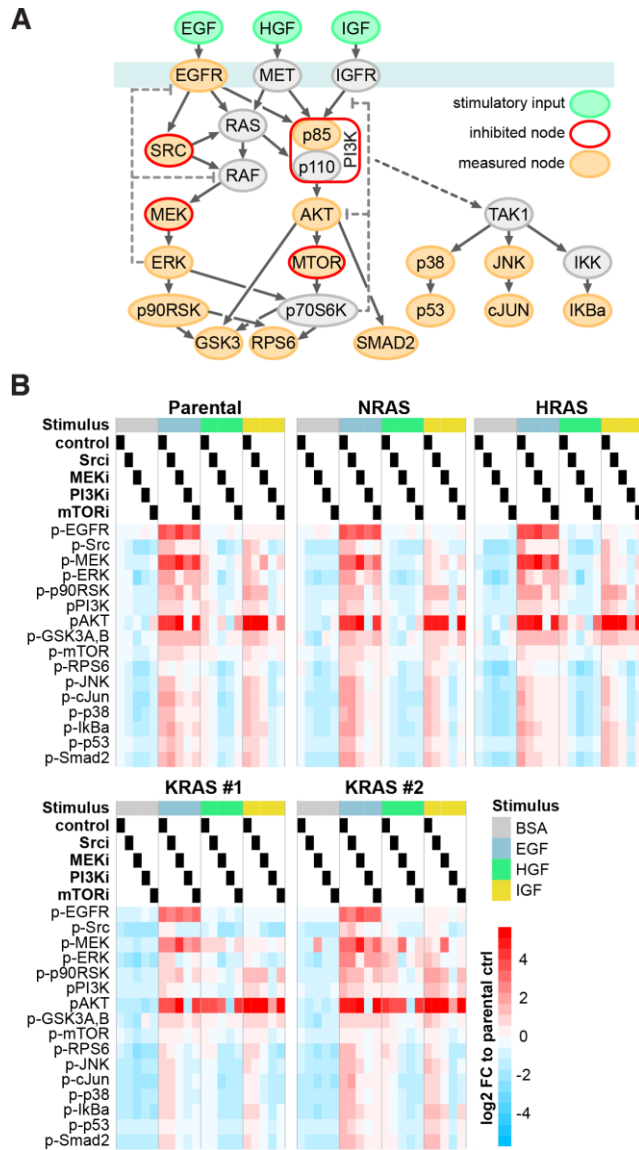 A
EGF HGF IGF
EGFR MET IGFR
stimulatory input
RAS
p85
inhibited node
SRC
PI3K
p110
measured node
RAF
MEK
AKT
TAK1
ERK
MTOR
p38 JNK IKK
p90RSK
p70S6K
p53 cJUN IKBa
GSK3 RPS6 SMAD2
B
Parental NRAS HRAS
Stimulus
control
Srci
MEKi
PI3Ki
mTORi
p-EGFR
p-Src
p-MEK
p-ERK
p-p90RSK
pPI3K
pAKT
p-GSK3A,B
p-mTOR
p-RPS6
p-JNK
p-cJun
p-p38
p-IkBa
p-p53
p-Smad2
KRAS #1 KRAS #2
Stimulus
control
Srci
MEKi
PI3Ki
mTORi
p-EGFR
p-Src
p-MEK
p-ERK
p-p90RSK
pPI3K
pAKT
p-GSK3A,B
p-mTOR
p-RPS6
p-JNK
p-cJun
p-p38
p-IkBa
p-p53
p-Smad2
Stimulus
BSA
EGF
HGF
IGF
log2 FC to parental ctrl
4
2
0
-2
-4